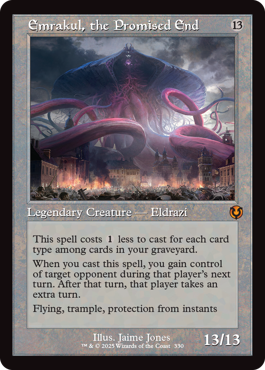 Emrakul, the Promised End 13
Legendary Creature — Eldrazi
This spell costs 1 less to cast for each card
type among cards in your graveyard.
When you cast this spell, you gain control
of target opponent during that player's next
turn. After that turn, that player takes an
extra turn.
Flying, trample, protection from instants
Illus. Jaime Jones
™ & © 2025 Wizards of the Coast 330
13/13